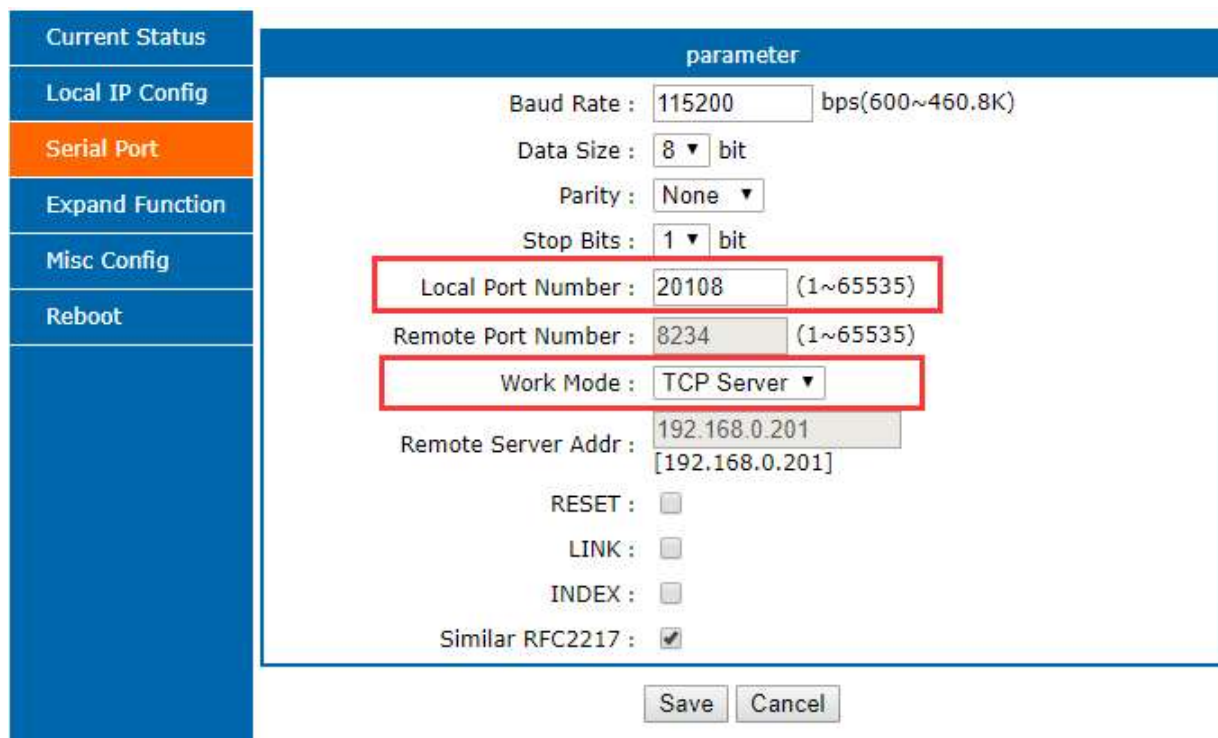 Current Status
Local IP Config
Serial Port
Expand Function
Misc Config
Reboot
parameter
Baud Rate : 115200 bps(600~460.8K)
Data Size : 8 bit
Parity : None
Stop Bits : 1 bit
Local Port Number : 20108 (1~65535)
Remote Port Number : 8234 (1~65535)
Work Mode : TCP Server
Remote Server Addr : 192.168.0.201
[192.168.0.201]
RESET :
LINK :
INDEX :
Similar RFC2217 :
Save Cancel